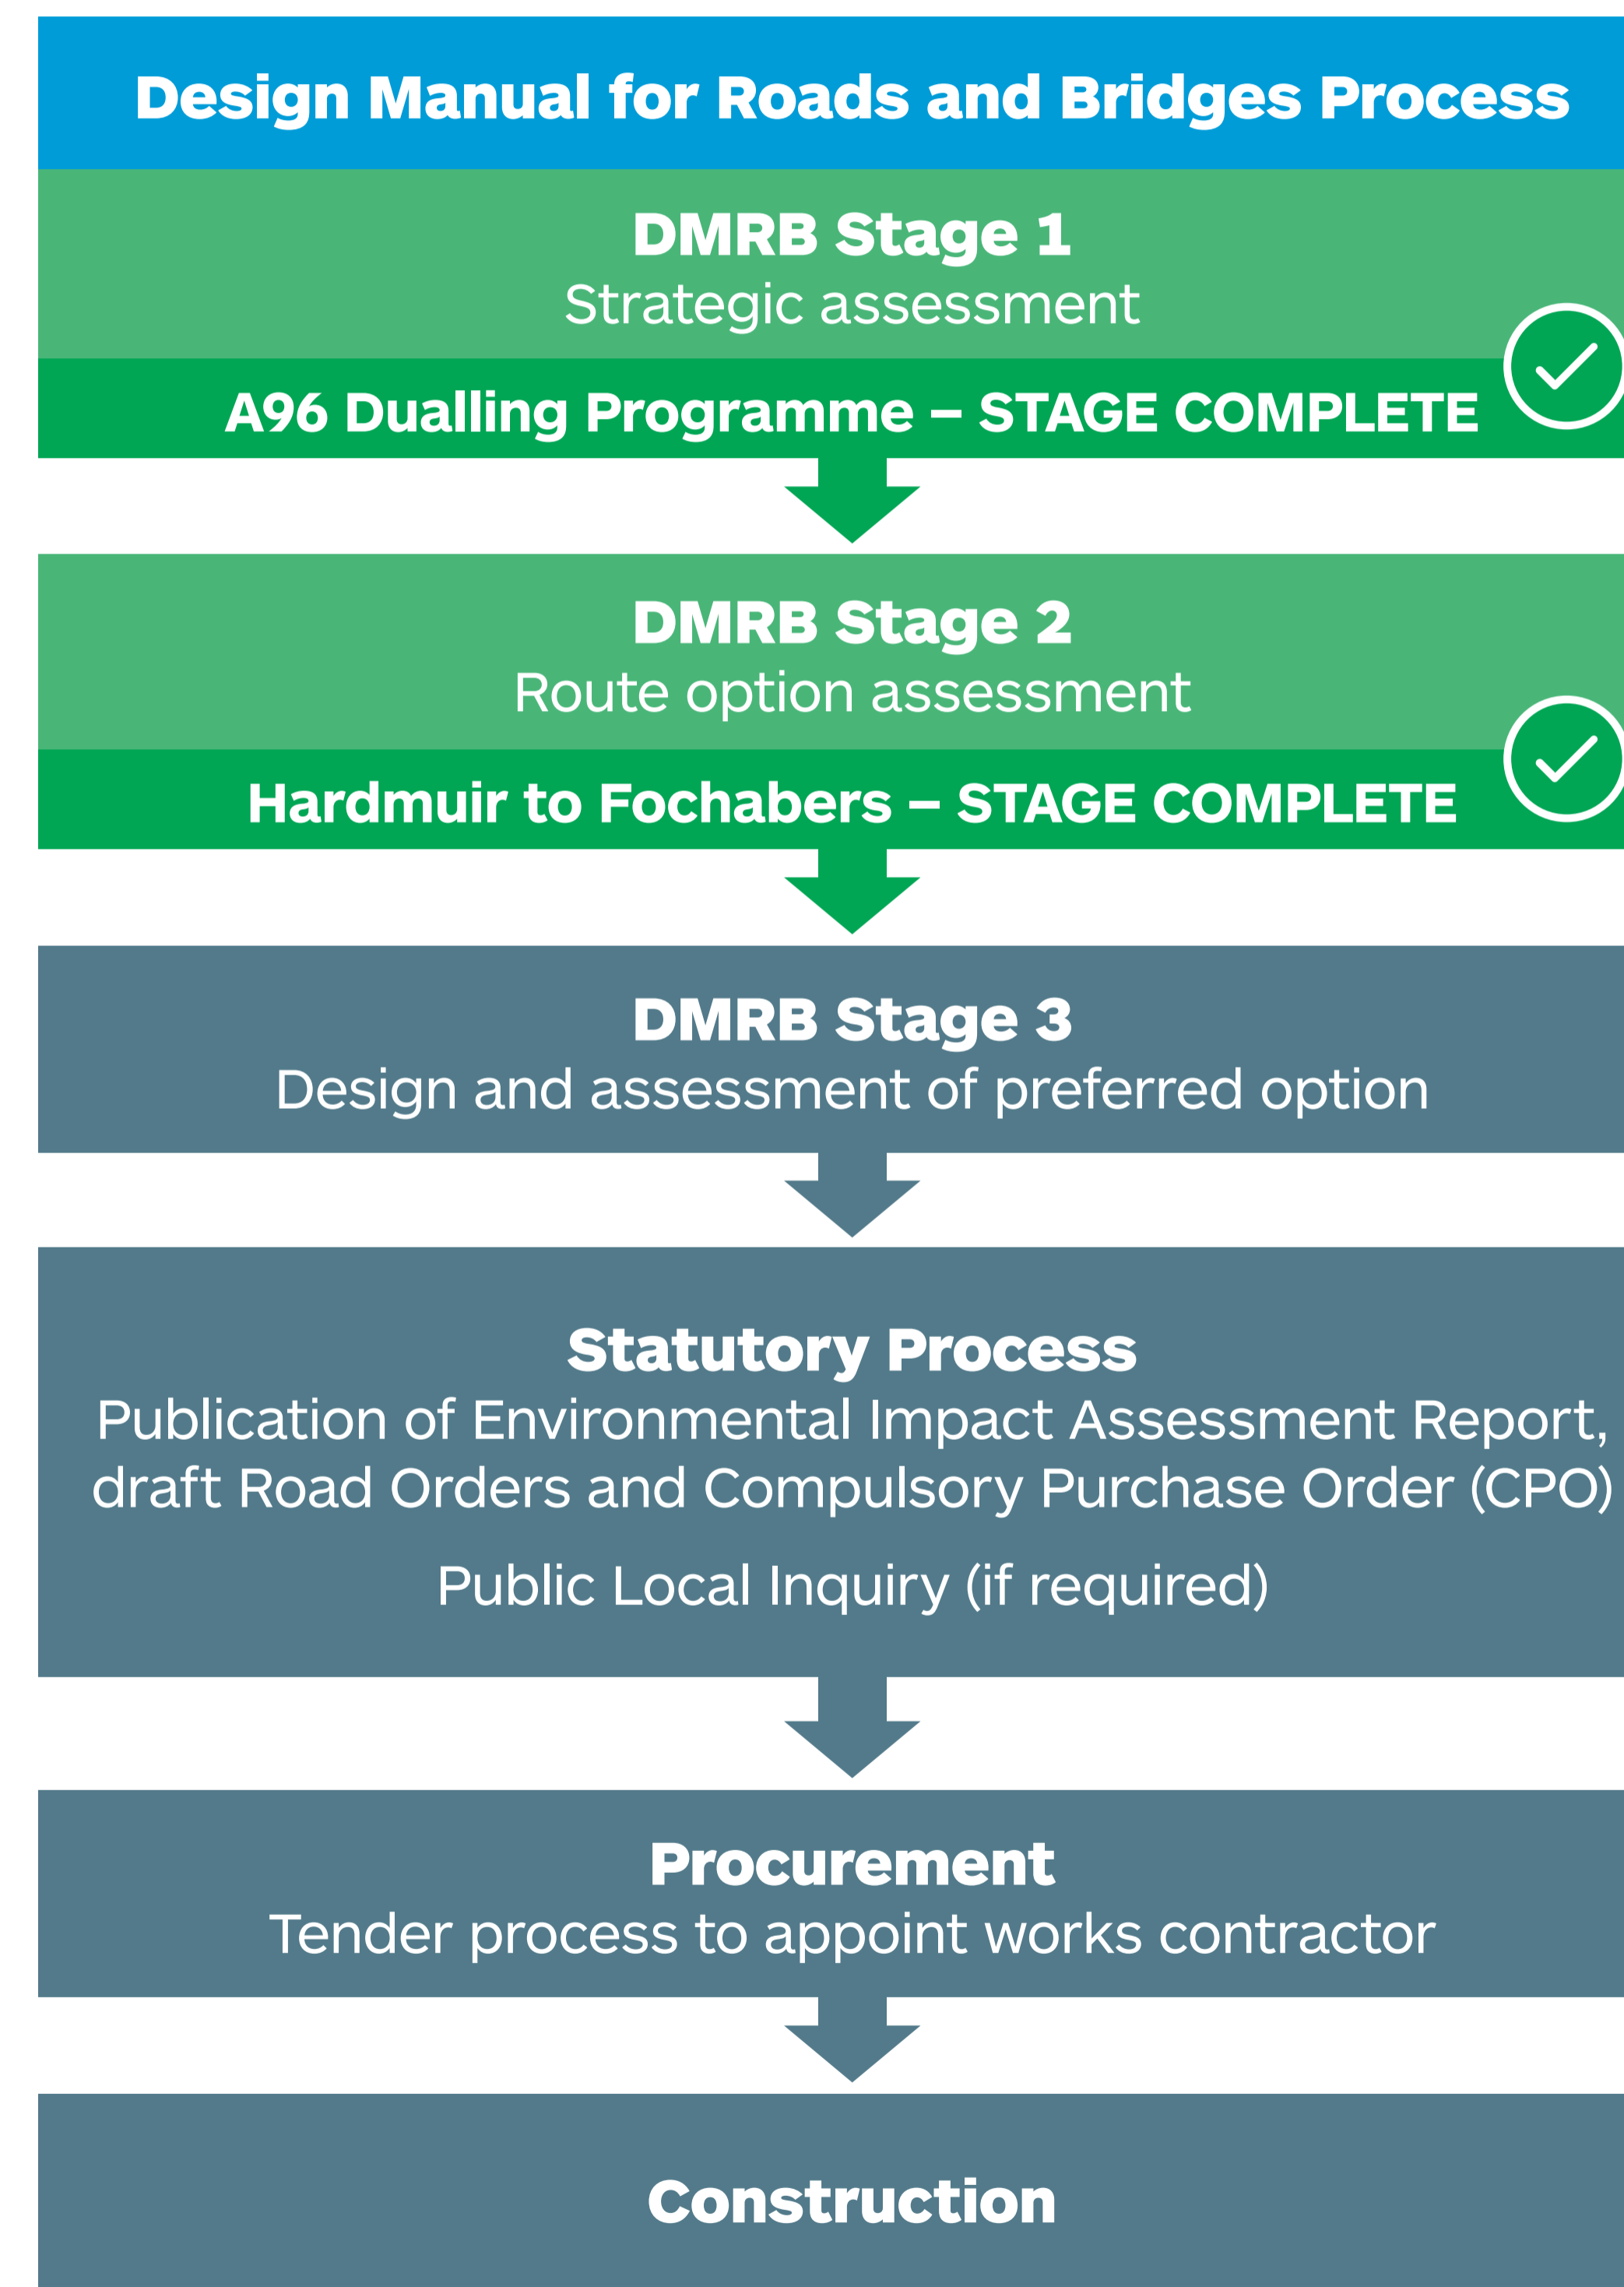 Design Manual for Roads and Bridges Process
DMRB Stage 1
Strategic assessment
A96 Dualling Programme – STAGE COMPLETE
DMRB Stage 2
Route option assessment
Hardmuir to Fochabers – STAGE COMPLETE
DMRB Stage 3
Design and assessment of preferred option
Statutory Process
Publication of Environmental Impact Assessment Report,
draft Road Orders and Compulsory Purchase Order (CPO)
Public Local Inquiry (if required)
Procurement
Tender process to appoint works contractor
Construction